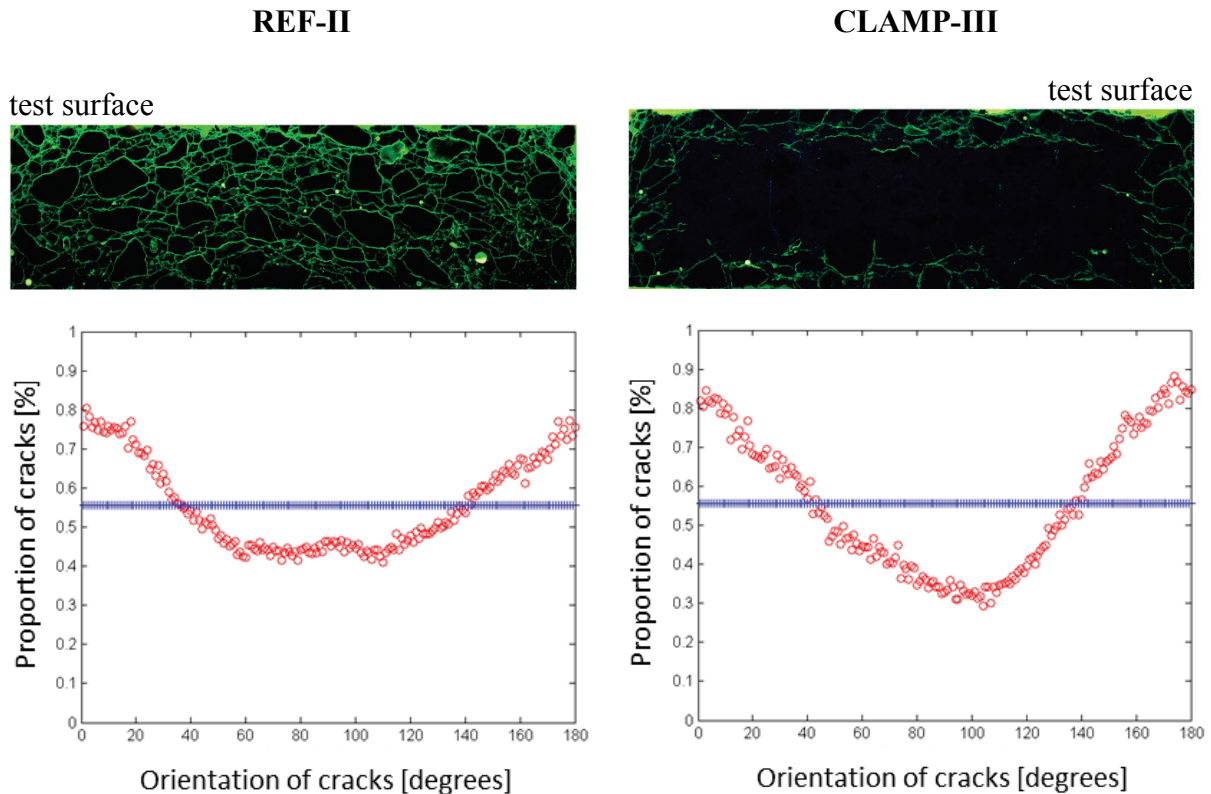 REF-II
CLAMP-III
test surface
test surface
1
0.9
0.8
0.7
0.6
0.5
0.4
0.3
0.2
0.1
0
0 20 40 60 80 100 120 140 160 180
Proportion of cracks [%]
Orientation of cracks [degrees]
1
0.9
0.8
0.7
0.6
0.5
0.4
0.3
0.2
0.1
0
0 20 40 60 80 100 120 140 160 180
Proportion of cracks [%]
Orientation of cracks [degrees]